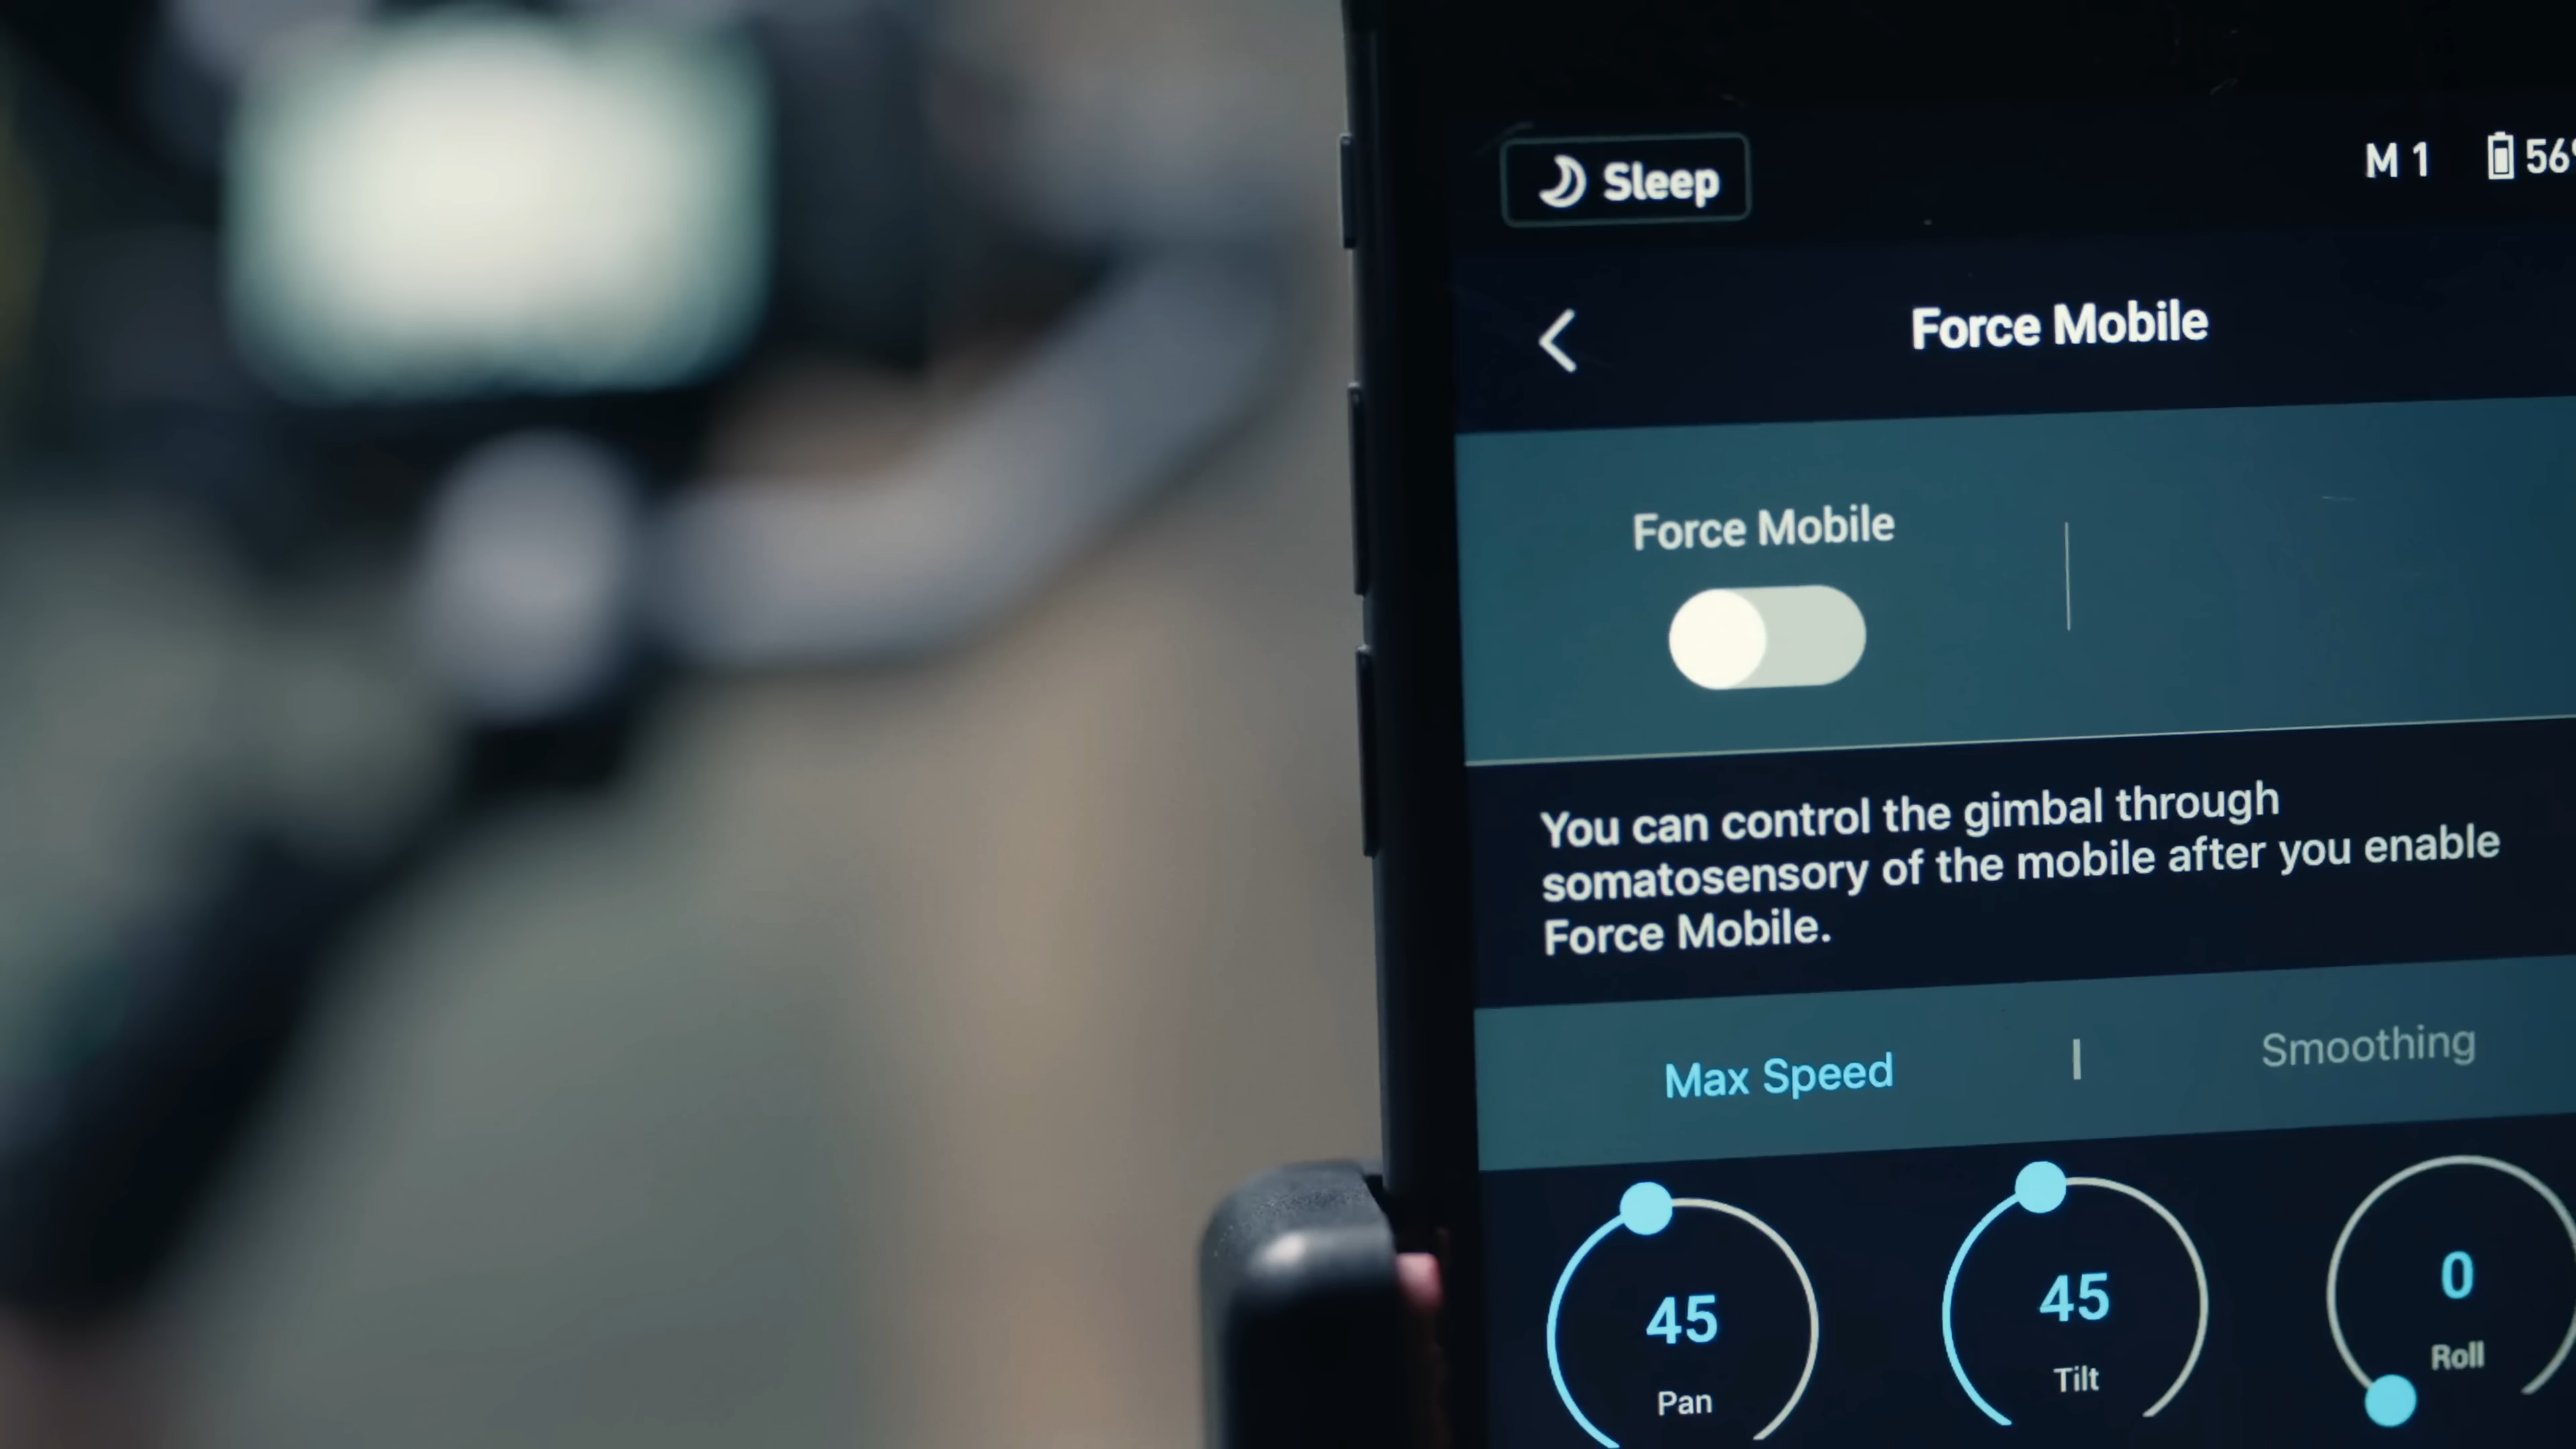 Sleep
M 1
56
Force Mobile
Force Mobile
You can control the gimbal through
somatosensory of the mobile after you enable
Force Mobile.
Max Speed | Smoothing
45
Pan
45
Tilt
0
Roll